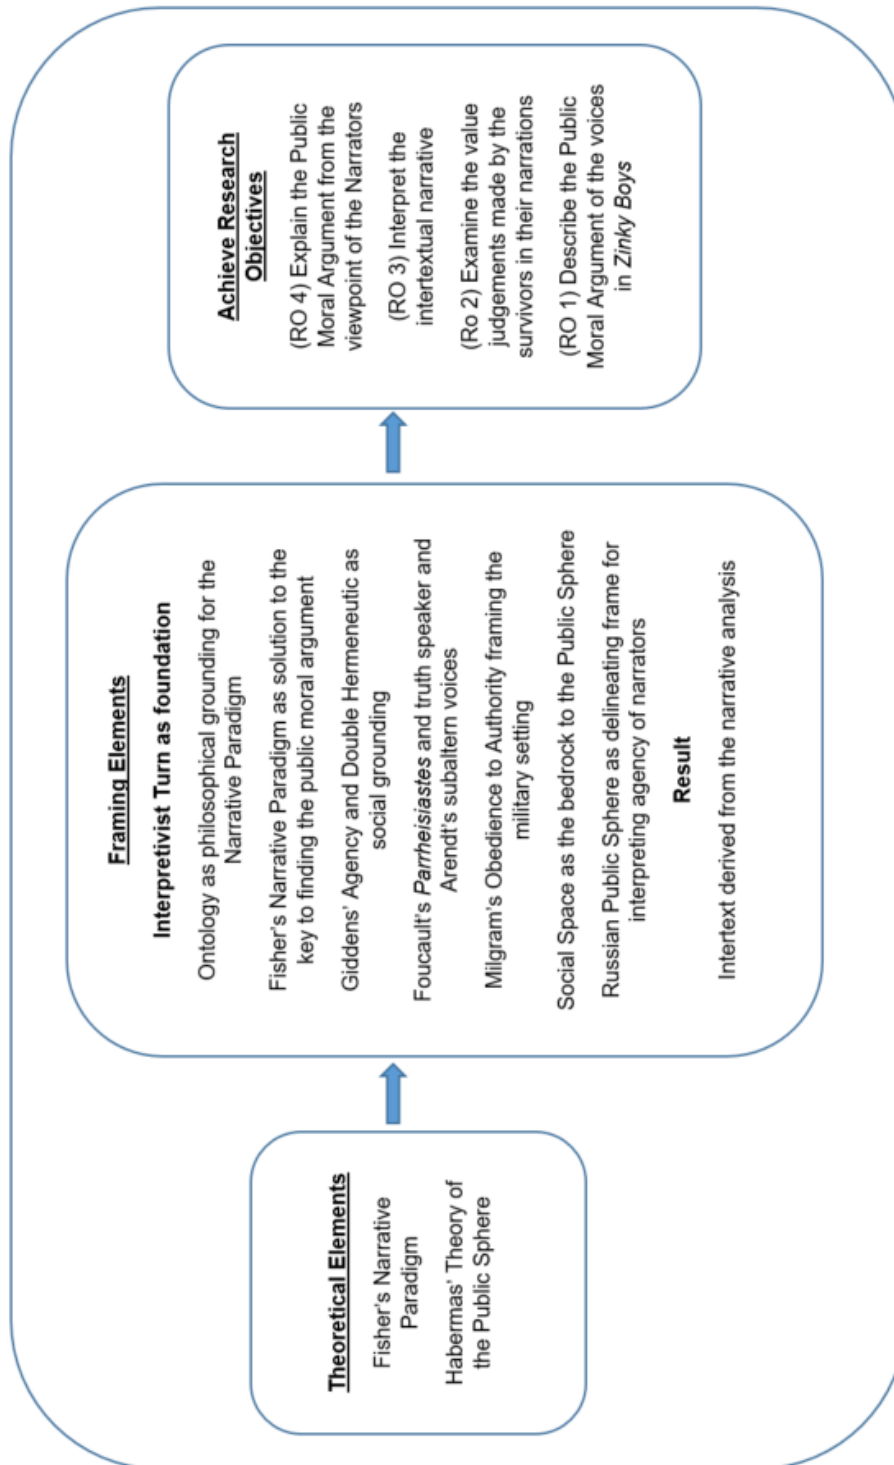 Theoretical Elements
Fisher's Narrative
Paradigm
Habermas' Theory of
the Public Sphere
Framing Elements
Interpretivist Turn as foundation
Ontology as philosophical grounding for the
Narrative Paradigm
Fisher's Narrative Paradigm as solution to the
key to finding the public moral argument
Giddens' Agency and Double Hermeneutic as
social grounding
Foucault's Parrheisiastes and truth speaker and
Arendt's subaltern voices
Milgram's Obedience to Authority framing the
military setting
Social Space as the bedrock to the Public Sphere
Russian Public Sphere as delineating frame for
interpreting agency of narrators
Result
Intertext derived from the narrative analysis
Achieve Research
Objectives
(RO 4) Explain the Public
Moral Argument from the
viewpoint of the Narrators
(RO 3) Interpret the
intertextual narrative
(Ro 2) Examine the value
judgements made by the
survivors in their narrations
(RO 1) Describe the Public
Moral Argument of the voices
in Zinky Boys